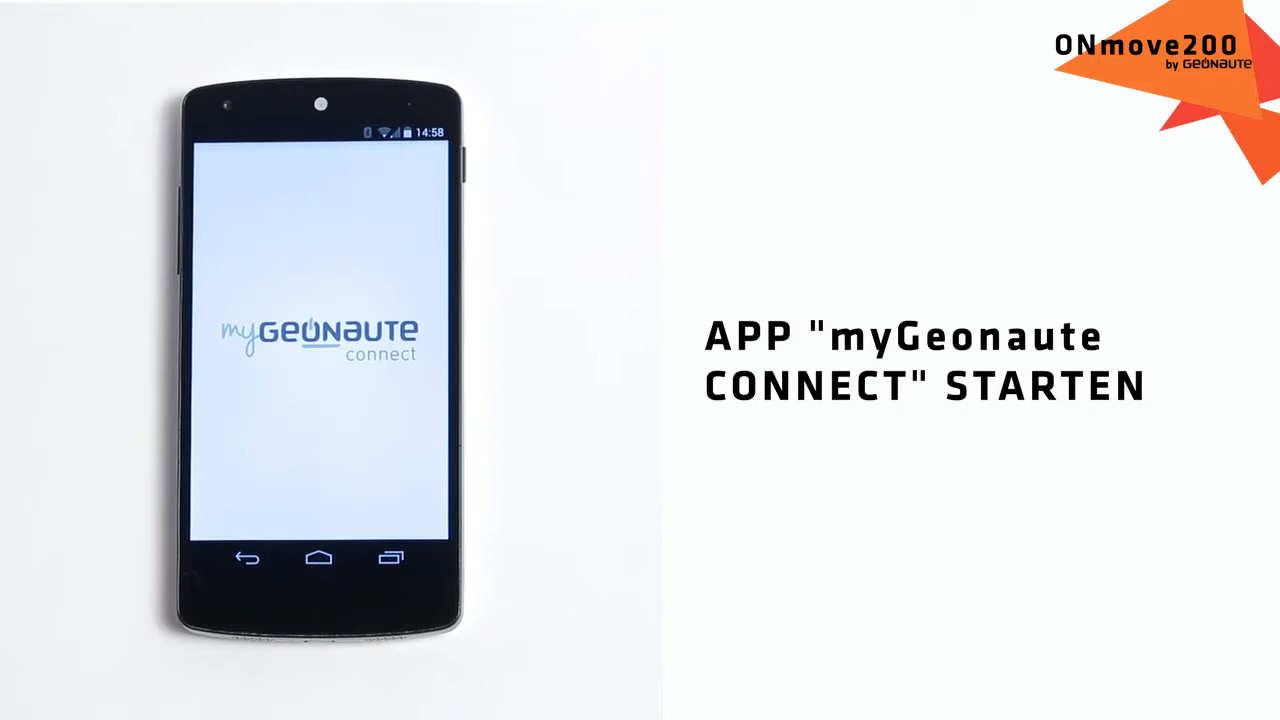 ONmove200
by GEONAUTE
14:58
myGEONAUTE
connect
APP "myGeonaute
CONNECT" STARTEN